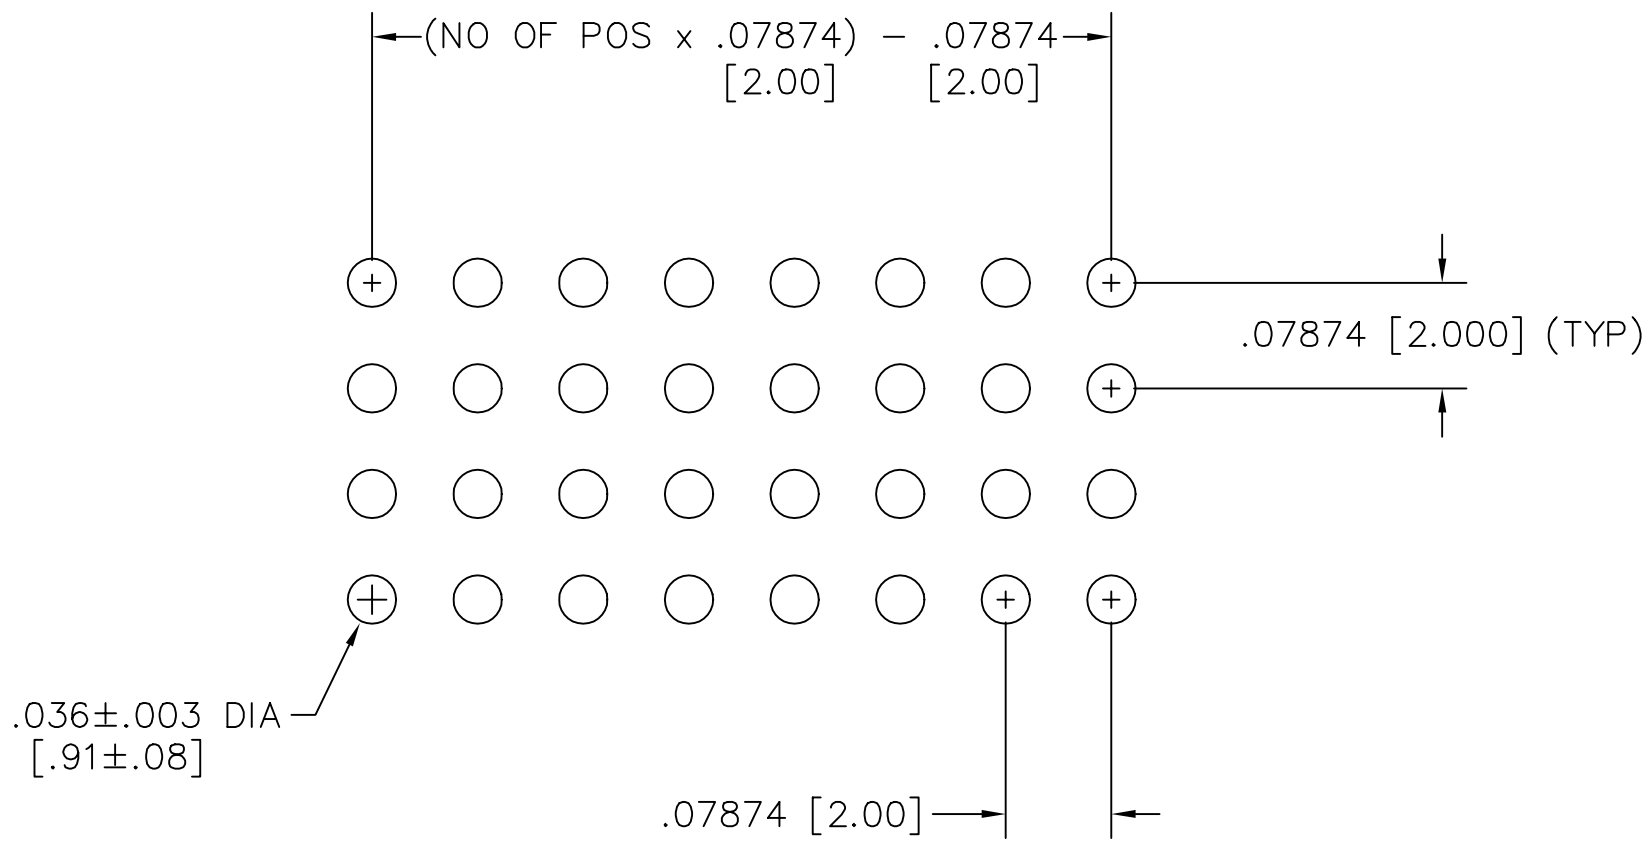 (NO OF POS x .07874) - .07874
[2.00] [2.00]
.07874 [2.000] (TYP)
.036±.003 DIA
[.91±.08]
.07874 [2.00]